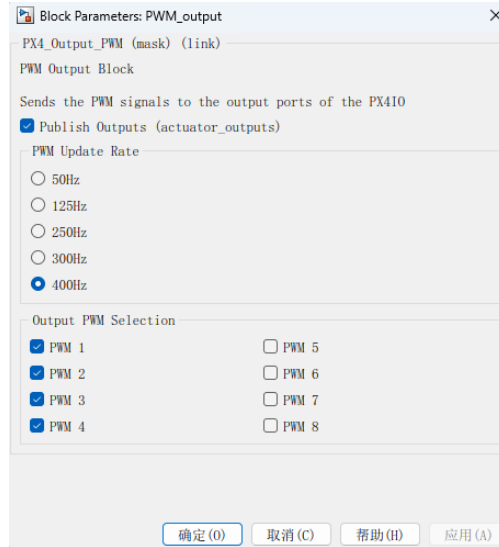 Block Parameters: PWM_output
PX4_Output_PWM (mask) (link)
PWM Output Block
Sends the PWM signals to the output ports of the PX4IO
Publish Outputs (actuator_outputs)
PWM Update Rate
50Hz
125Hz
250Hz
300Hz
400Hz
Output PWM Selection
PWM 1 PWM 5
PWM 2 PWM 6
PWM 3 PWM 7
PWM 4 PWM 8
确定(O) 取消(C) 帮助(H) 应用(A)